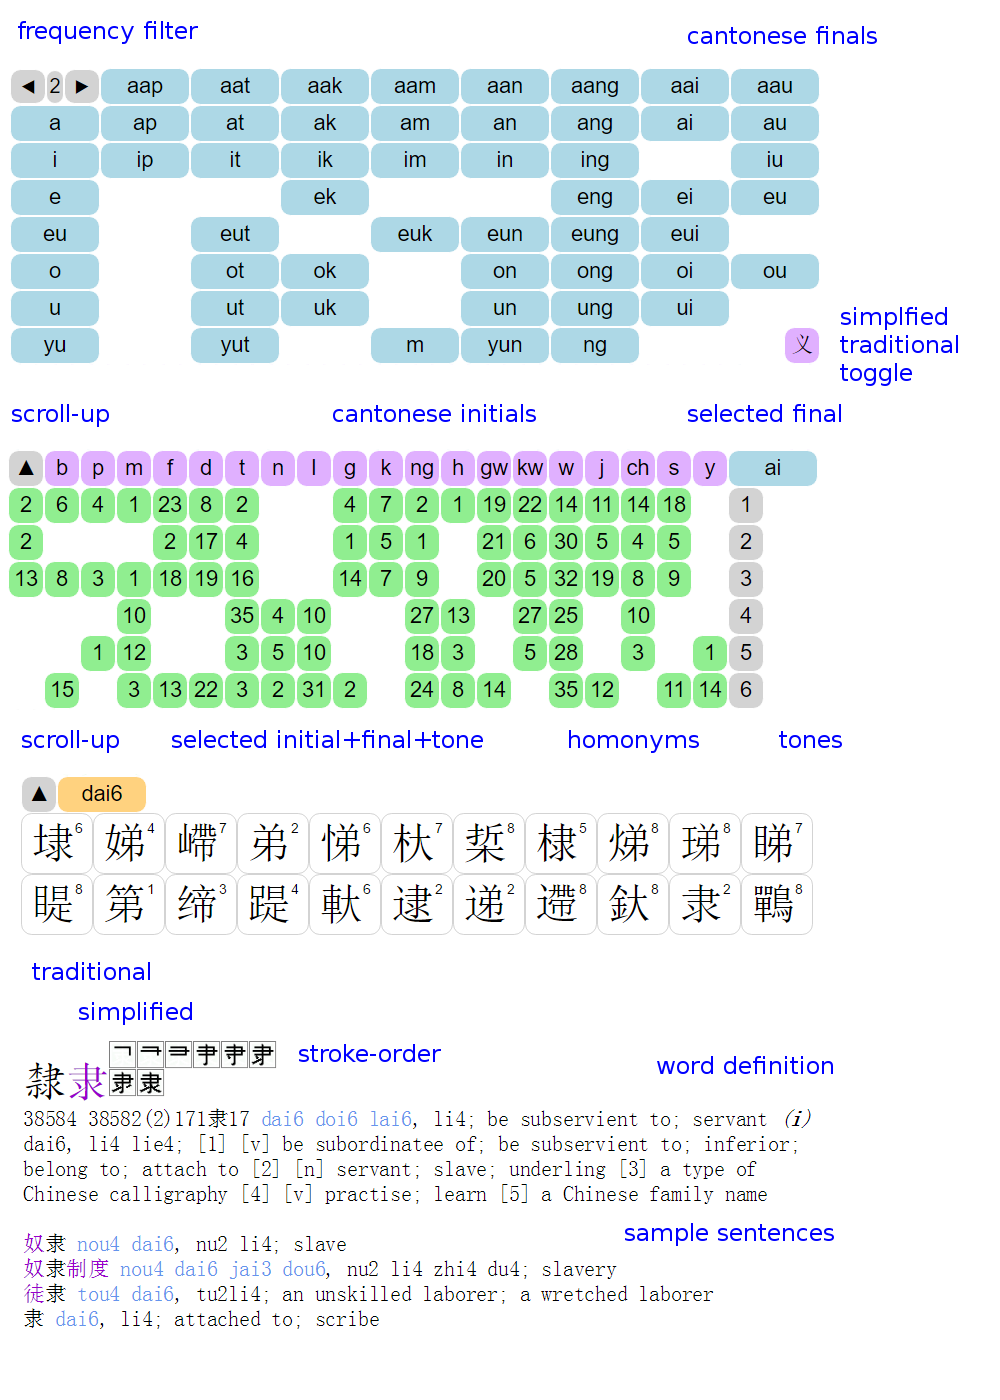 frequency filter
cantonese finals
◄ 2 ► aap aat aak aam aan aang aai aau
a ap at ak am an ang ai au
i ip it ik im in ing iu
e ek eng ei eu
eu eut euk eun eung eui
o ot ok on ong oi ou
u ut uk un ung ui
yu yut m yun ng 义
simplfied
traditional
toggle
scroll-up cantonese initials selected final
▲ b p m f d t n l g k ng h gw kw w j ch s y ai
2 6 4 1 23 8 2 4 7 2 1 19 22 14 11 14 18 1
2 2 17 4 1 5 1 21 6 30 5 4 5 2
13 8 3 1 18 19 16 14 7 9 20 5 32 19 8 9 3
10 35 4 10 27 13 27 25 10 4
1 12 3 5 10 18 3 5 28 3 1 5
15 3 13 22 3 2 31 2 24 8 14 35 12 11 14 6
scroll-up selected initial+final+tone homonyms tones
▲ dai6
埭6 娣4 嵽7 弟2 悌6 杕7 栔8 棣5 焍8 珶8 睇7
睼8 第1 缔3 踶4 軑6 逮2 递2 遰8 釱8 隶2 鷤8
traditional
simplified
stroke-order
word definition
隸隶
38584 38582(2)171隶17 dai6 doi6 lai6, li4; be subservient to; servant (i)
dai6, li4 lie4; [1] [v] be subordinatee of; be subservient to; inferior;
belong to; attach to [2] [n] servant; slave; underling [3] a type of
Chinese calligraphy [4] [v] practise; learn [5] a Chinese family name
sample sentences
奴隶 nou4 dai6, nu2 li4; slave
奴隶制度 nou4 dai6 jai3 dou6, nu2 li4 zhi4 du4; slavery
徒隶 tou4 dai6, tu2li4; an unskilled laborer; a wretched laborer
隶 dai6, li4; attached to; scribe